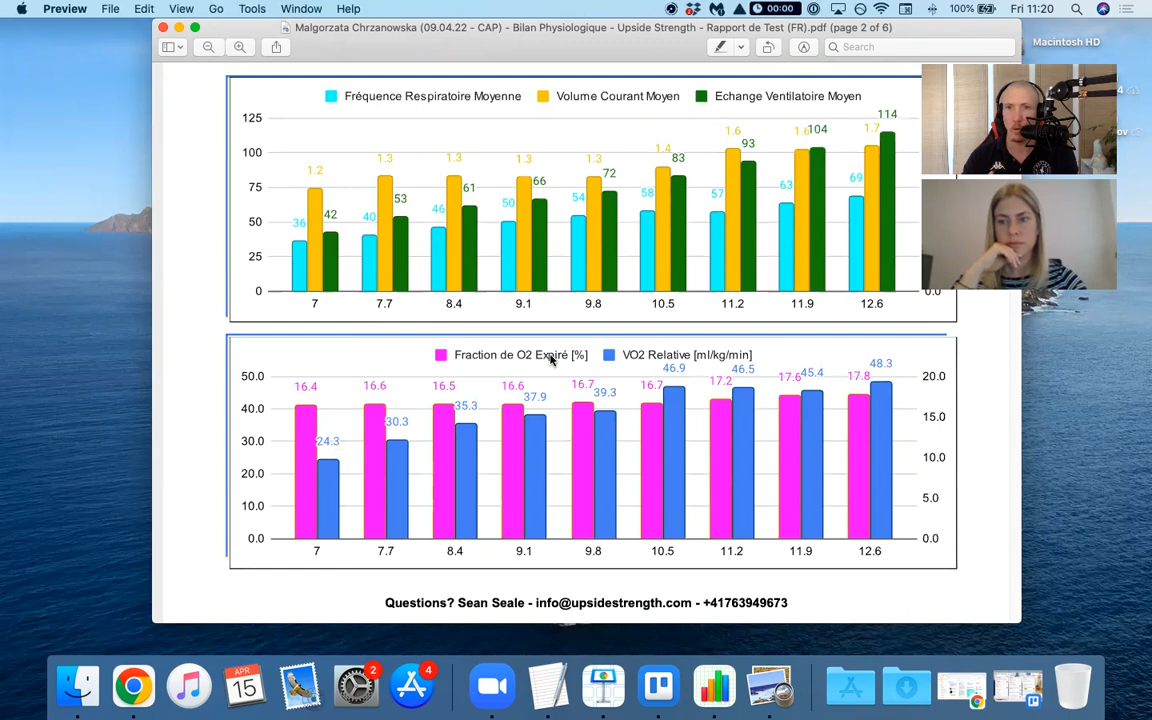 Preview File Edit View Go Tools Window Help 00:00 100% Fri 11:20
Malgorzata Chrzanowska (09.04.22 - CAP) - Bilan Physiologique - Upside Strength - Rapport de Test (FR).pdf (page 2 of 6)
Macintosh HD
Search
Fréquence Respiratoire Moyenne Volume Courant Moyen Echange Ventilatoire Moyen
125
100
75
50
25
0
36 1.2 42
40 1.3 53
46 1.3 61
50 1.3 66
54 1.3 72
58 1.4 83
57 1.6 93
63 1.6 104
69 1.7 114
0.0
7 7.7 8.4 9.1 9.8 10.5 11.2 11.9 12.6
Fraction de O2 Expiré [%] VO2 Relative [ml/kg/min]
50.0
40.0
30.0
20.0
10.0
0.0
16.4 24.3
16.6 30.3
16.5 35.3
16.6 37.9
16.7 39.3
16.7 46.9
17.2 46.5
17.6 45.4
17.8 48.3
20.0
15.0
10.0
5.0
0.0
7 7.7 8.4 9.1 9.8 10.5 11.2 11.9 12.6
Questions? Sean Seale - info@upsidestrength.com - +41763949673
4
ov
APR
15
2
4